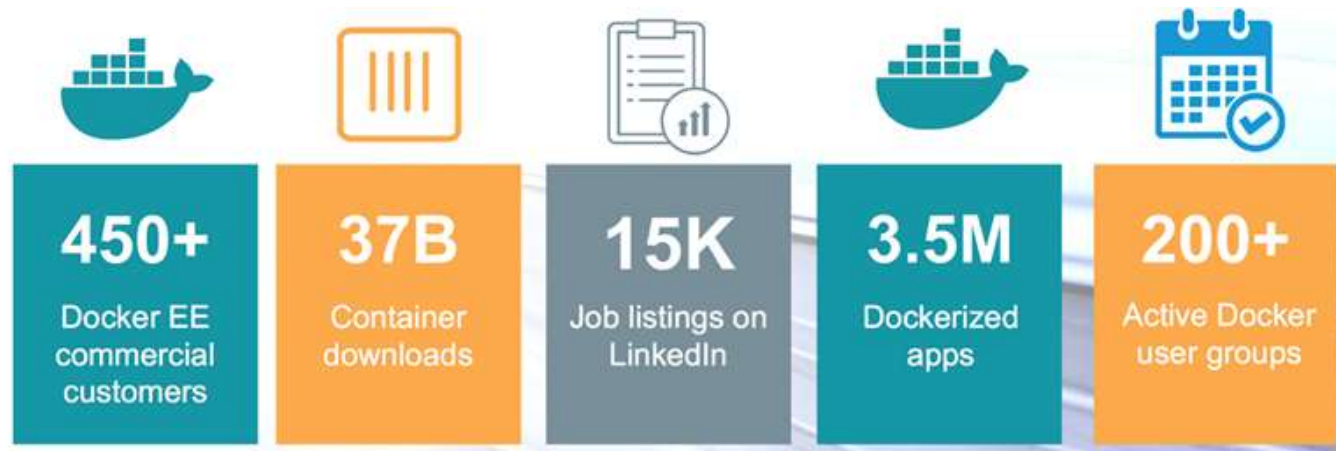 450+
Docker EE
commercial
customers
37B
Container
downloads
15K
Job listings on
LinkedIn
3.5M
Dockerized
apps
200+
Active Docker
user groups